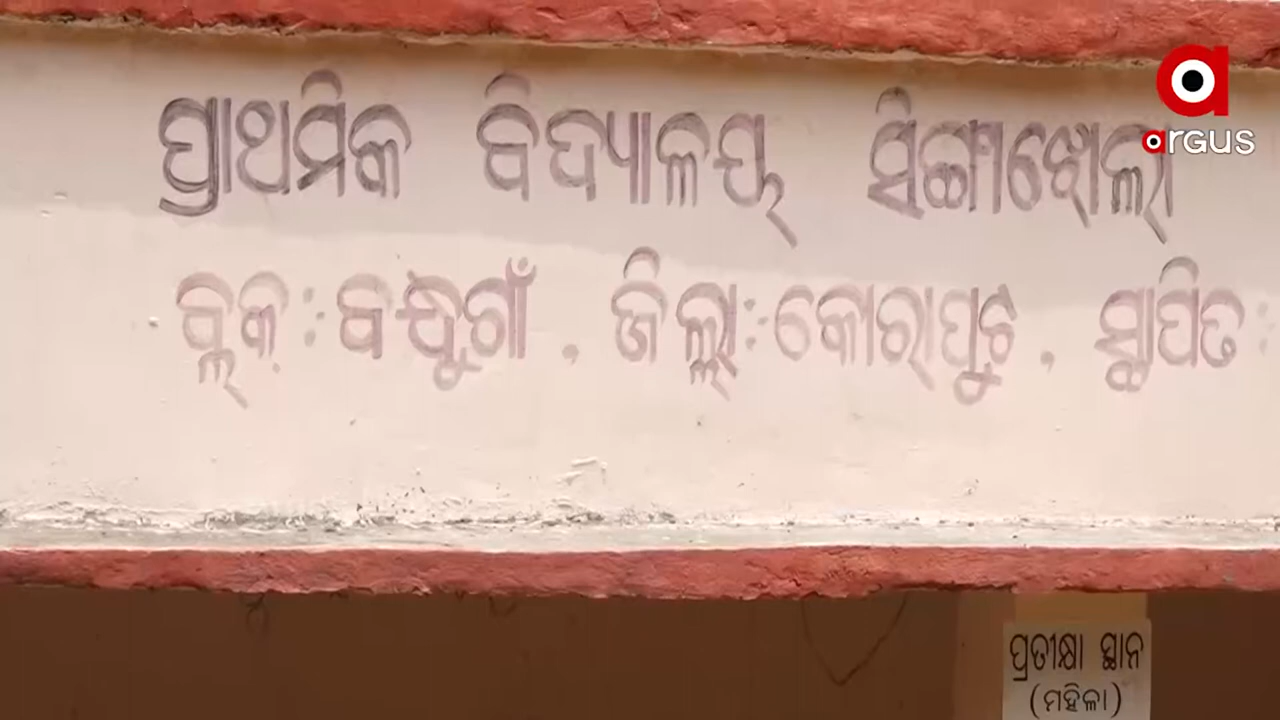 ପ୍ରାଥମିକ ବିଦ୍ୟାଳୟ ସିଙ୍ଗାଖୋଲା
argus
ବ୍ଲକ : ବନ୍ଧୁଗାଁ , ଜିଲ୍ଲା : କୋରାପୁଟ , ସ୍ଥାପିତ :
ପ୍ରତୀକ୍ଷା ସ୍ଥାନ
(ମହିଳା)